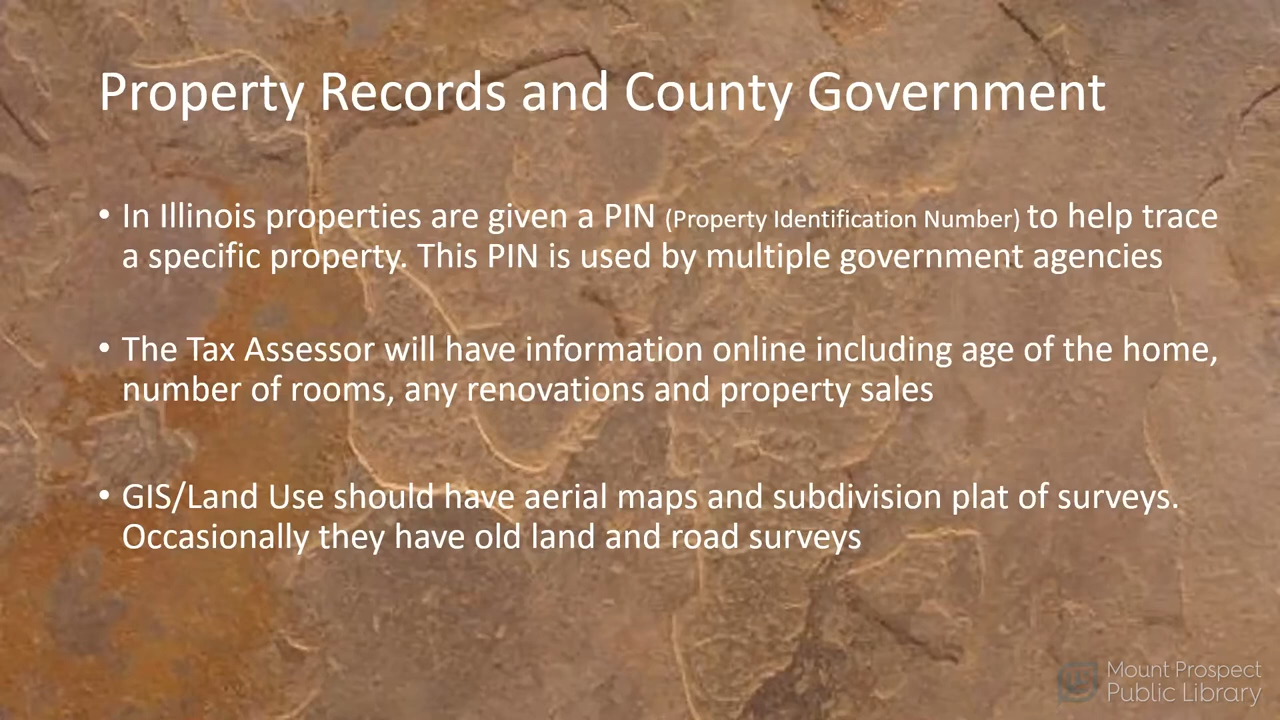 Property Records and County Government
• In Illinois properties are given a PIN (Property Identification Number) to help trace
a specific property. This PIN is used by multiple government agencies
• The Tax Assessor will have information online including age of the home,
number of rooms, any renovations and property sales
• GIS/Land Use should have aerial maps and subdivision plat of surveys.
Occasionally they have old land and road surveys
Mount Prospect
Public Library